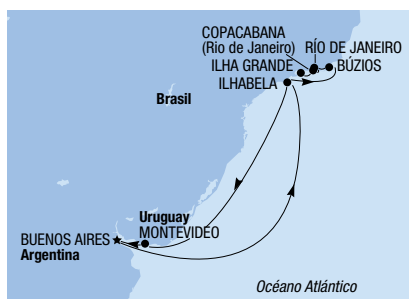 COPACABANA
(Rio de Janeiro)
RÍO DE JANEIRO
ILHA GRANDE
BÚZIOS
ILHABELA
Brasil
Uruguay
MONTEVIDEO
BUENOS AIRES
Argentina
Océano Atlántico